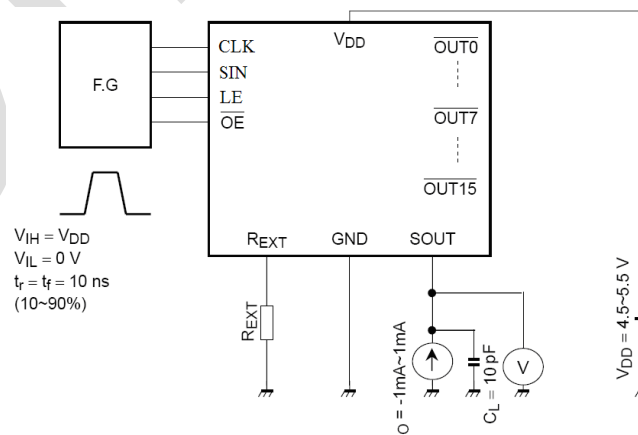 VDD
CLK
SIN
LE
OE
F.G
OUT0
OUT7
OUT15
VIH = VDD
VIL = 0 V
tr = tf = 10 ns
(10~90%)
REXT
GND
SOUT
REXT
O = -1mA~1mA
CL = 10 pF
V
VDD = 4.5~5.5 V